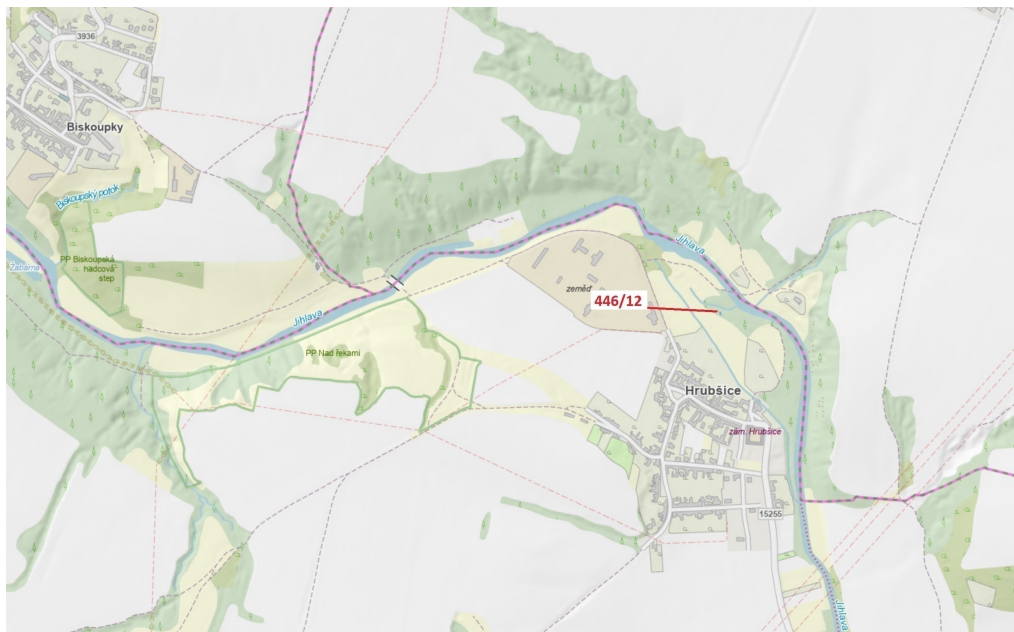 3936
Biskoupky
Biskoupský potok
Jihlava
Žabárna
PP Biskoupská
hadcová
step
zeměd
446/12
Jihlava
PP Nad řekami
Hrubšice
zám. Hrubšice
15255
Jihlava